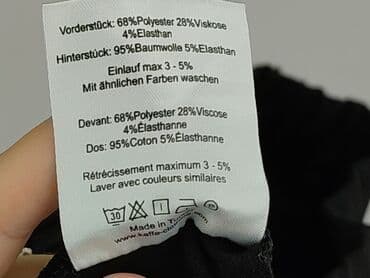 Vorderstück: 68%Polyester 28%Viskose
4%Elasthan
Hinterstück: 95%Baumwolle 5%Elasthan
Einlauf max 3 - 5%
Mit ähnlichen Farben waschen
Devant: 68%Polyester 28%Viscose
4%Élasthanne
Dos: 95%Coton 5%Élasthanne
Rétrécissement maximum 3 - 5%
Laver avec couleurs similaires
30
Made in